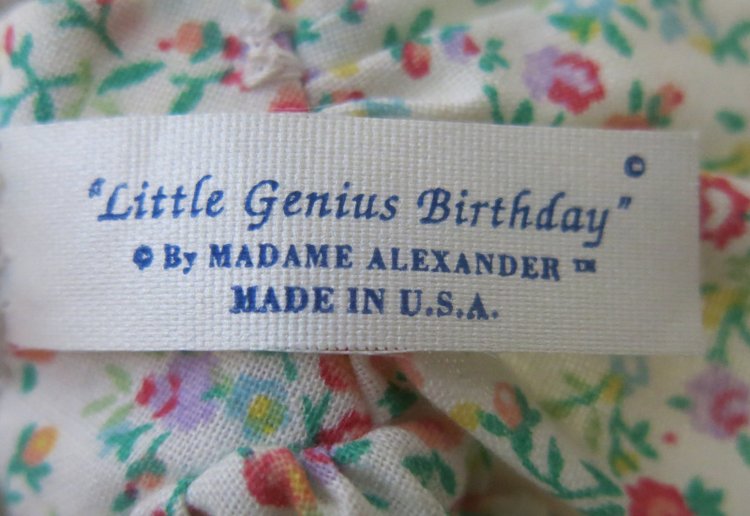 "Little Genius Birthday" ©
© By MADAME ALEXANDER ™
MADE IN U.S.A.